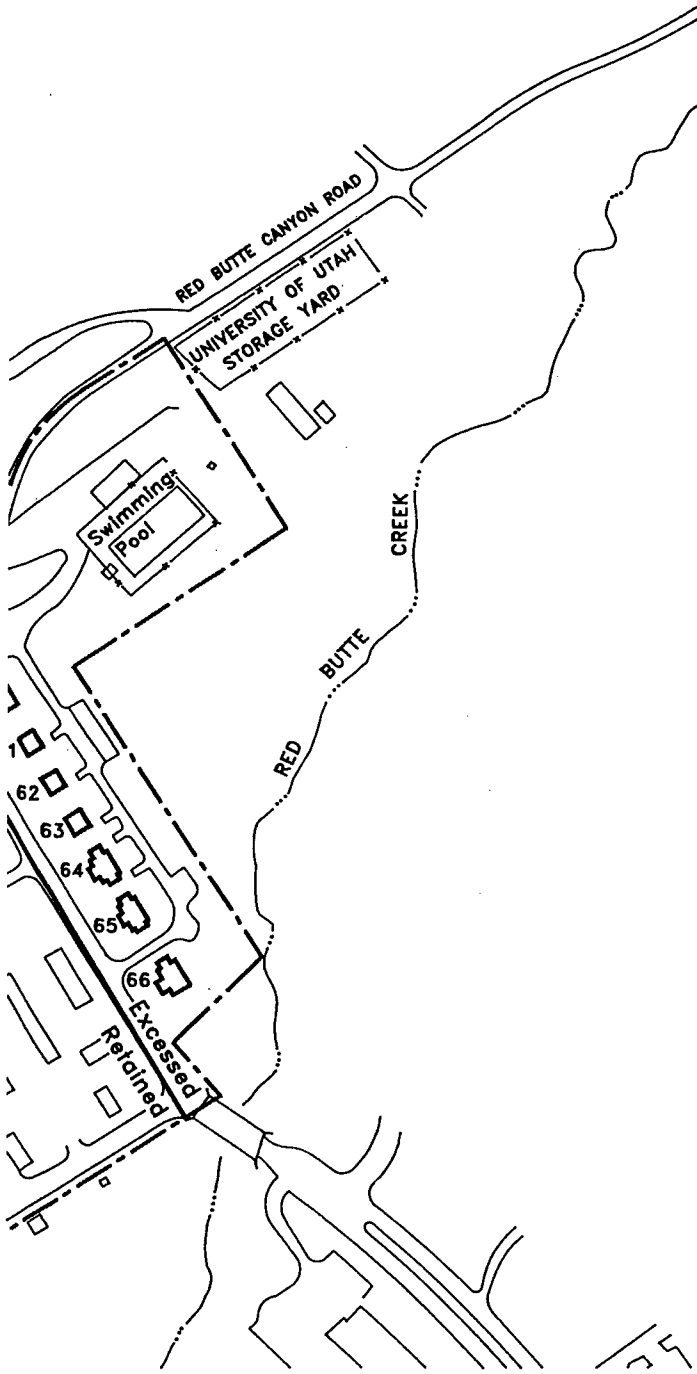 RED BUTTE CANYON ROAD
UNIVERSITY OF UTAH
STORAGE YARD
Swimming
Pool
CREEK
BUTTE
RED
62
63
64
65
66
Excessed
Retained